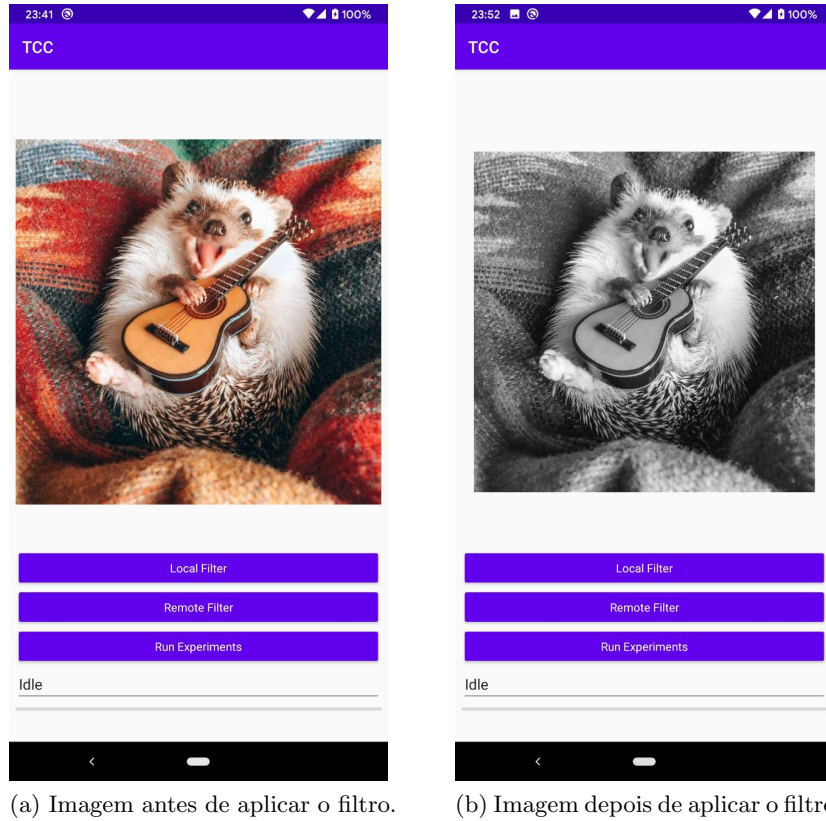 23:41 100%
TCC
Local Filter
Remote Filter
Run Experiments
Idle
(a) Imagem antes de aplicar o filtro.
23:52 100%
TCC
Local Filter
Remote Filter
Run Experiments
Idle
(b) Imagem depois de aplicar o filtro